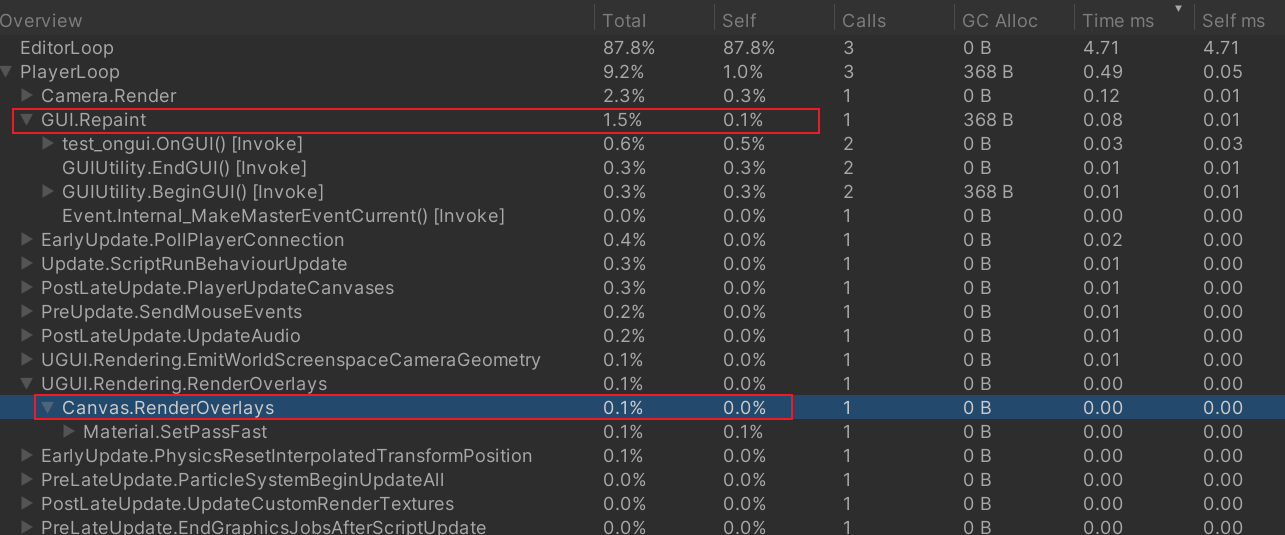 Overview Total Self Calls GC Alloc Time ms Self ms
EditorLoop 87.8% 87.8% 3 0 B 4.71 4.71
PlayerLoop 9.2% 1.0% 3 368 B 0.49 0.05
Camera.Render 2.3% 0.3% 1 0 B 0.12 0.01
GUI.Repaint 1.5% 0.1% 1 368 B 0.08 0.01
test_ongui.OnGUI() [Invoke] 0.6% 0.5% 2 0 B 0.03 0.03
GUIUtility.EndGUI() [Invoke] 0.3% 0.3% 2 0 B 0.01 0.01
GUIUtility.BeginGUI() [Invoke] 0.3% 0.3% 2 368 B 0.01 0.01
Event.Internal_MakeMasterEventCurrent() [Invoke] 0.0% 0.0% 1 0 B 0.00 0.00
EarlyUpdate.PollPlayerConnection 0.4% 0.0% 1 0 B 0.02 0.00
Update.ScriptRunBehaviourUpdate 0.3% 0.0% 1 0 B 0.01 0.00
PostLateUpdate.PlayerUpdateCanvases 0.3% 0.0% 1 0 B 0.01 0.00
PreUpdate.SendMouseEvents 0.2% 0.0% 1 0 B 0.01 0.00
PostLateUpdate.UpdateAudio 0.2% 0.0% 1 0 B 0.01 0.00
UGUI.Rendering.EmitWorldScreenspaceCameraGeometry 0.1% 0.0% 1 0 B 0.01 0.00
UGUI.Rendering.RenderOverlays 0.1% 0.0% 1 0 B 0.00 0.00
Canvas.RenderOverlays 0.1% 0.0% 1 0 B 0.00 0.00
Material.SetPassFast 0.1% 0.1% 1 0 B 0.00 0.00
EarlyUpdate.PhysicsResetInterpolatedTransformPosition 0.1% 0.0% 1 0 B 0.00 0.00
PreLateUpdate.ParticleSystemBeginUpdateAll 0.0% 0.0% 1 0 B 0.00 0.00
PostLateUpdate.UpdateCustomRenderTextures 0.0% 0.0% 1 0 B 0.00 0.00
PreLateUpdate.EndGraphicsJobsAfterScriptUpdate 0.0% 0.0% 1 0 B 0.00 0.00